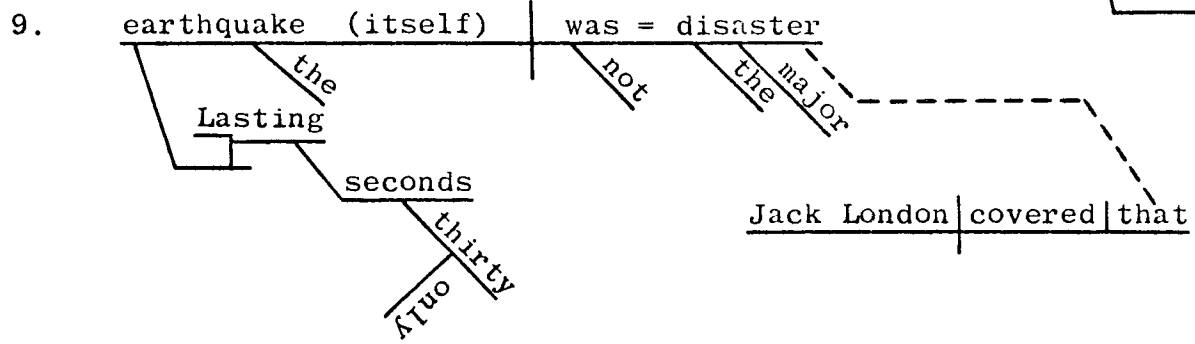 9. earthquake (itself) was = disaster
the not the major
Lasting
seconds
Jack London covered that
thirty
only